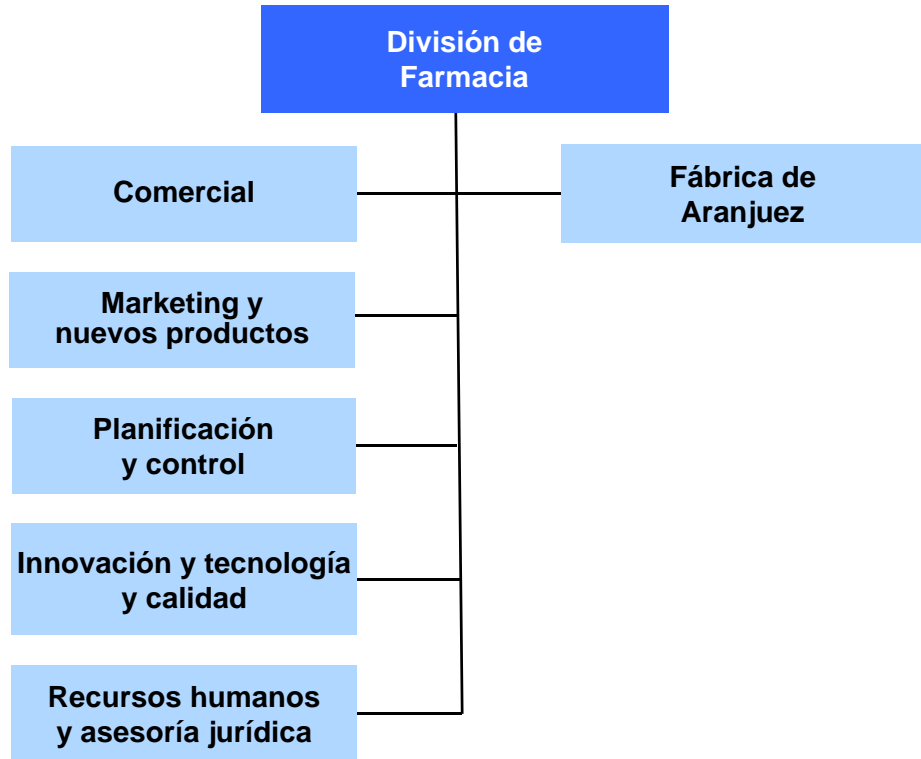 División de
Farmacia
Comercial
Fábrica de
Aranjuez
Marketing y
nuevos productos
Planificación
y control
Innovación y tecnología
y calidad
Recursos humanos
y asesoría jurídica